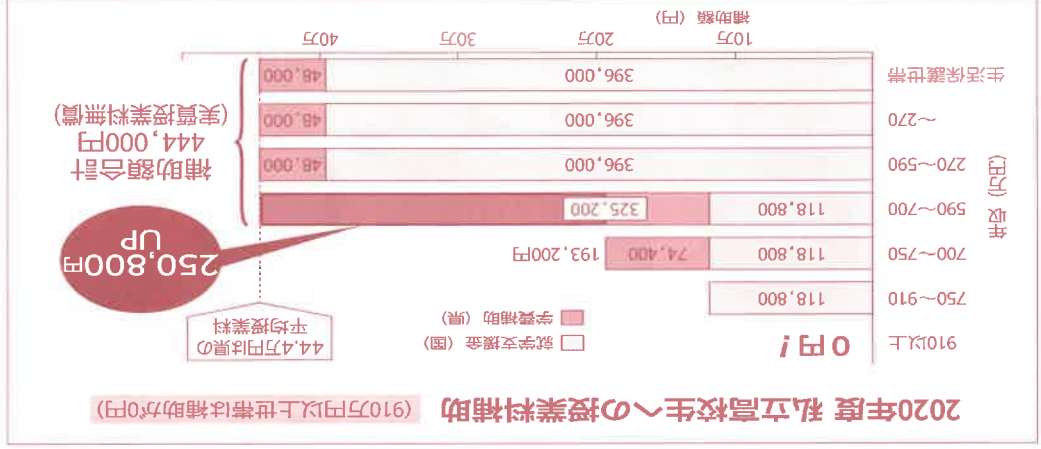 2020年度 私立高校生への授業料補助 (910万円以上世帯は補助が0円)
910以上
0円!
就学支援金（国）
学費補助（県）
44.4万円は県の
平均授業料
750〜910
118,800
700〜750
118,800
74,400
193,200円
250,800円
UP
年収（万円）
590〜700
118,800
325,200
270〜590
396,000
48,000
補助額合計
444,000円
(実質授業料無償)
〜270
396,000
48,000
生活保護世帯
396,000
48,000
10万
20万
30万
40万
補助額（円）